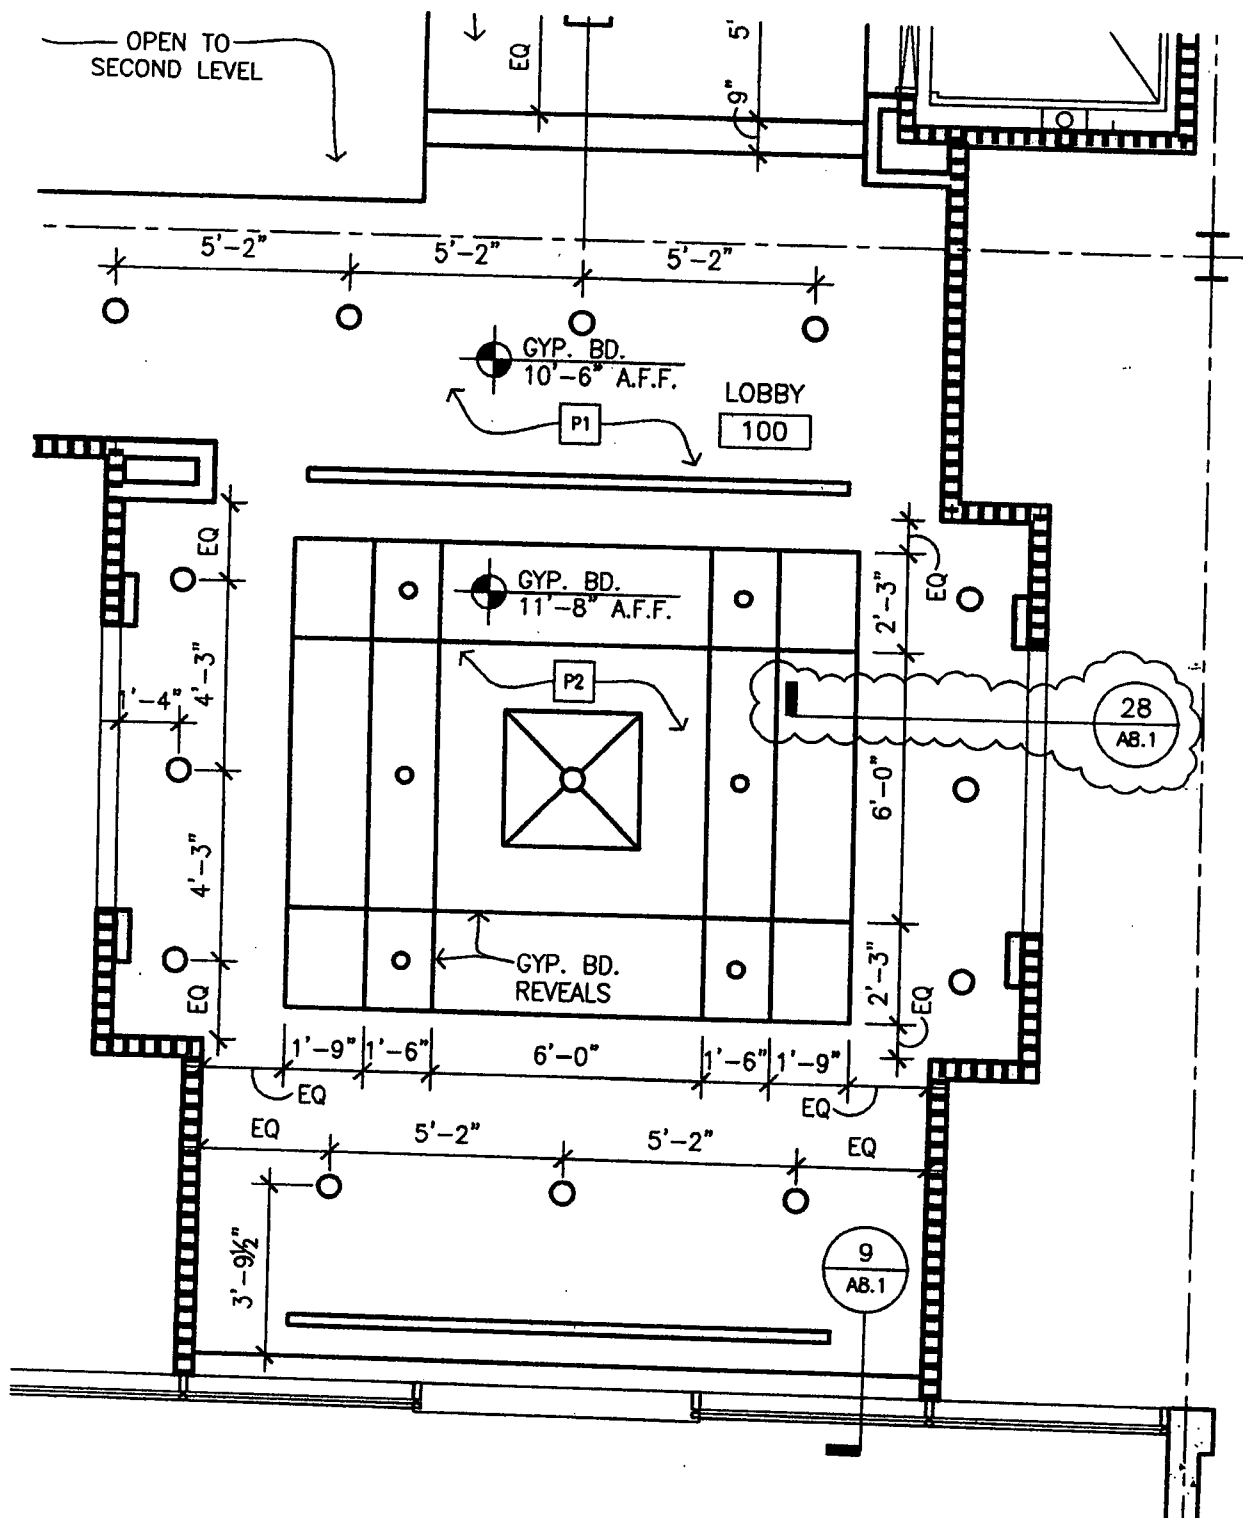 OPEN TO
SECOND LEVEL
EQ
5'
9"
5'-2"
5'-2"
5'-2"
GYP. BD.
10'-6" A.F.F.
P1
LOBBY
100
EQ
GYP. BD.
11'-8" A.F.F.
2'-3"
EQ
4'-3"
1'-4"
P2
28
A8.1
6'-0"
4'-3"
GYP. BD.
REVEALS
EQ
2'-3"
EQ
1'-9"
1'-6"
6'-0"
1'-6"
1'-9"
EQ
EQ
EQ
5'-2"
5'-2"
EQ
3'-9½"
9
A8.1